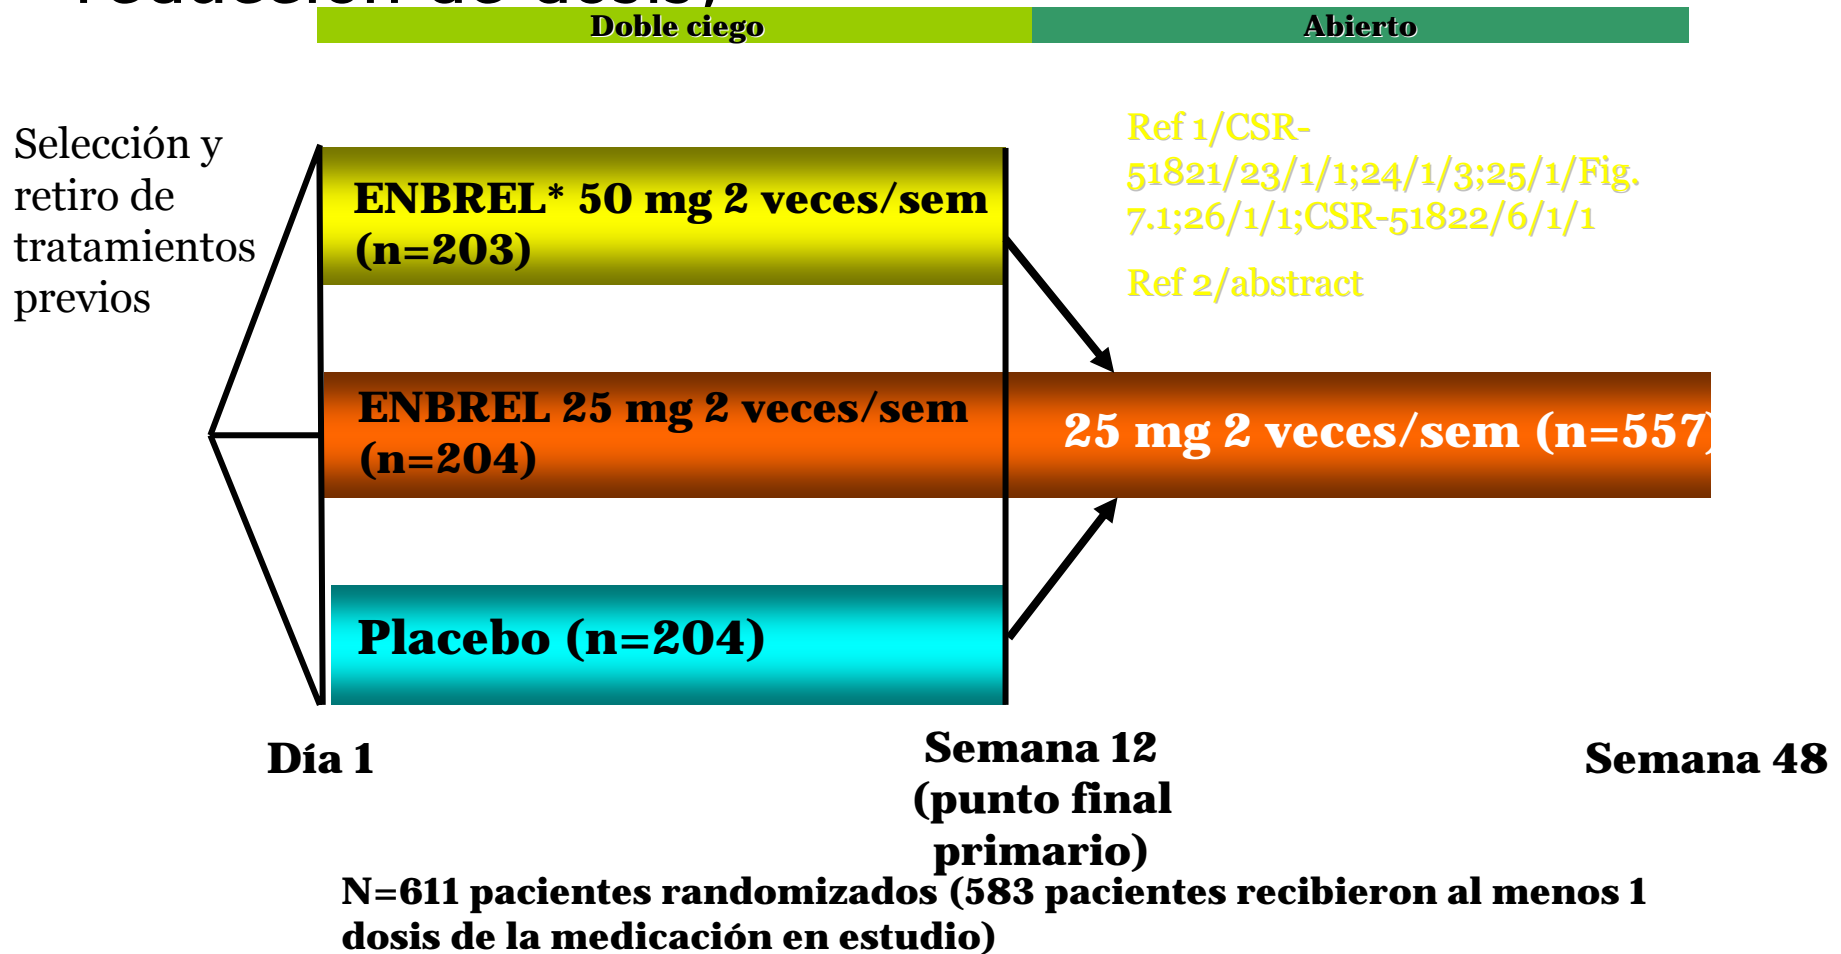 reducción de dosis)
Doble ciego
Abierto
Selección y
retiro de
tratamientos
previos
Ref 1/CSR-
51821/23/1/1;24/1/3;25/1/Fig.
7.1;26/1/1;CSR-51822/6/1/1
Ref 2/abstract
ENBREL* 50 mg 2 veces/sem
(n=203)
ENBREL 25 mg 2 veces/sem
(n=204)
25 mg 2 veces/sem (n=557)
Placebo (n=204)
Día 1
Semana 12
(punto final
primario)
Semana 48
N=611 pacientes randomizados (583 pacientes recibieron al menos 1
dosis de la medicación en estudio)